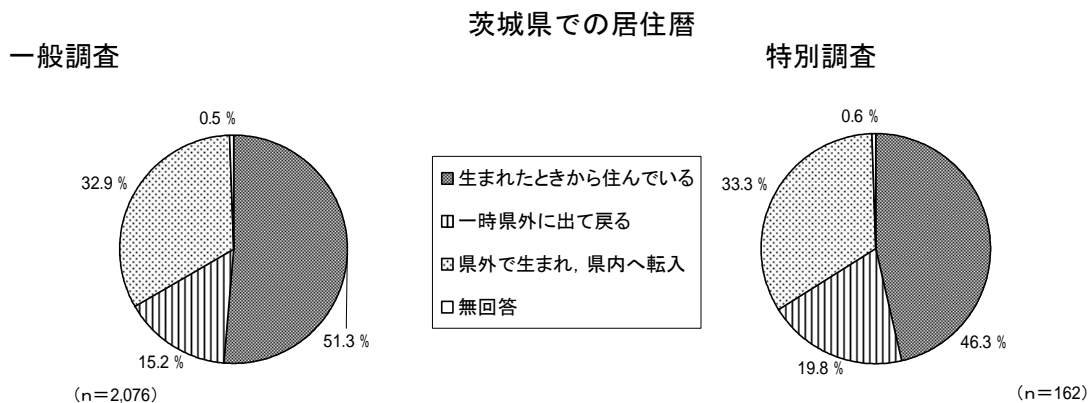 茨城県での居住暦
一般調査
特別調査
0.5 %
32.9 %
15.2 %
51.3 %
(n=2,076)
生まれたときから住んでいる
一時県外に出て戻る
県外で生まれ，県内へ転入
無回答
0.6 %
33.3 %
19.8 %
46.3 %
(n=162)